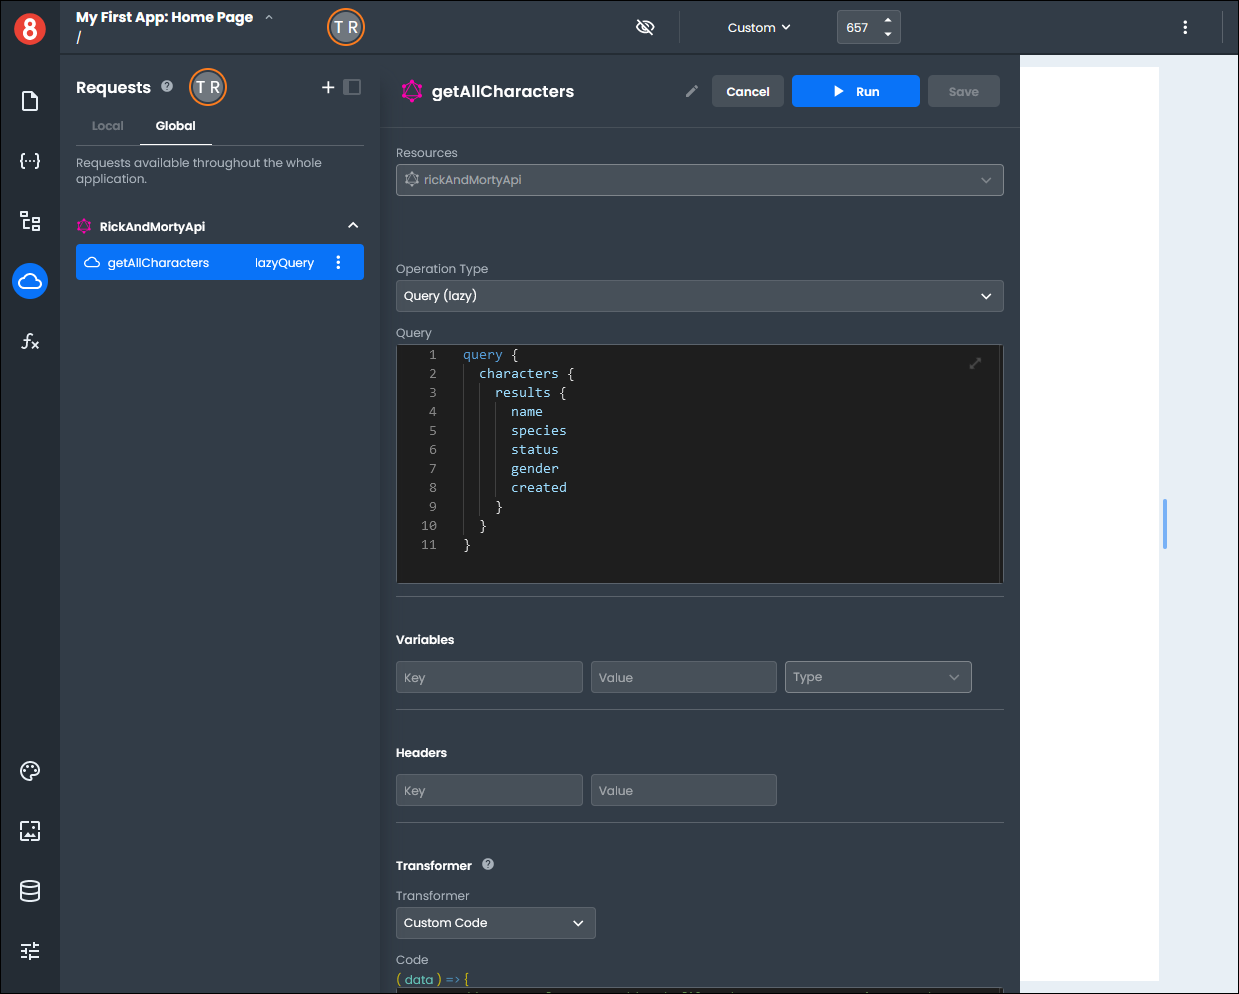 8
My First App: Home Page
/
T R
Custom
657
Requests
T R
Local
Global
Requests available throughout the whole
application.
RickAndMortyApi
getAllCharacters
lazyQuery
getAllCharacters
Cancel
Run
Save
Resources
rickAndMortyApi
Operation Type
Query (lazy)
Query
1 query {
2 characters {
3 results {
4 name
5 species
6 status
7 gender
8 created
9 }
10 }
11 }
Variables
Key
Value
Type
Headers
Key
Value
Transformer
Transformer
Custom Code
Code
( data ) => {